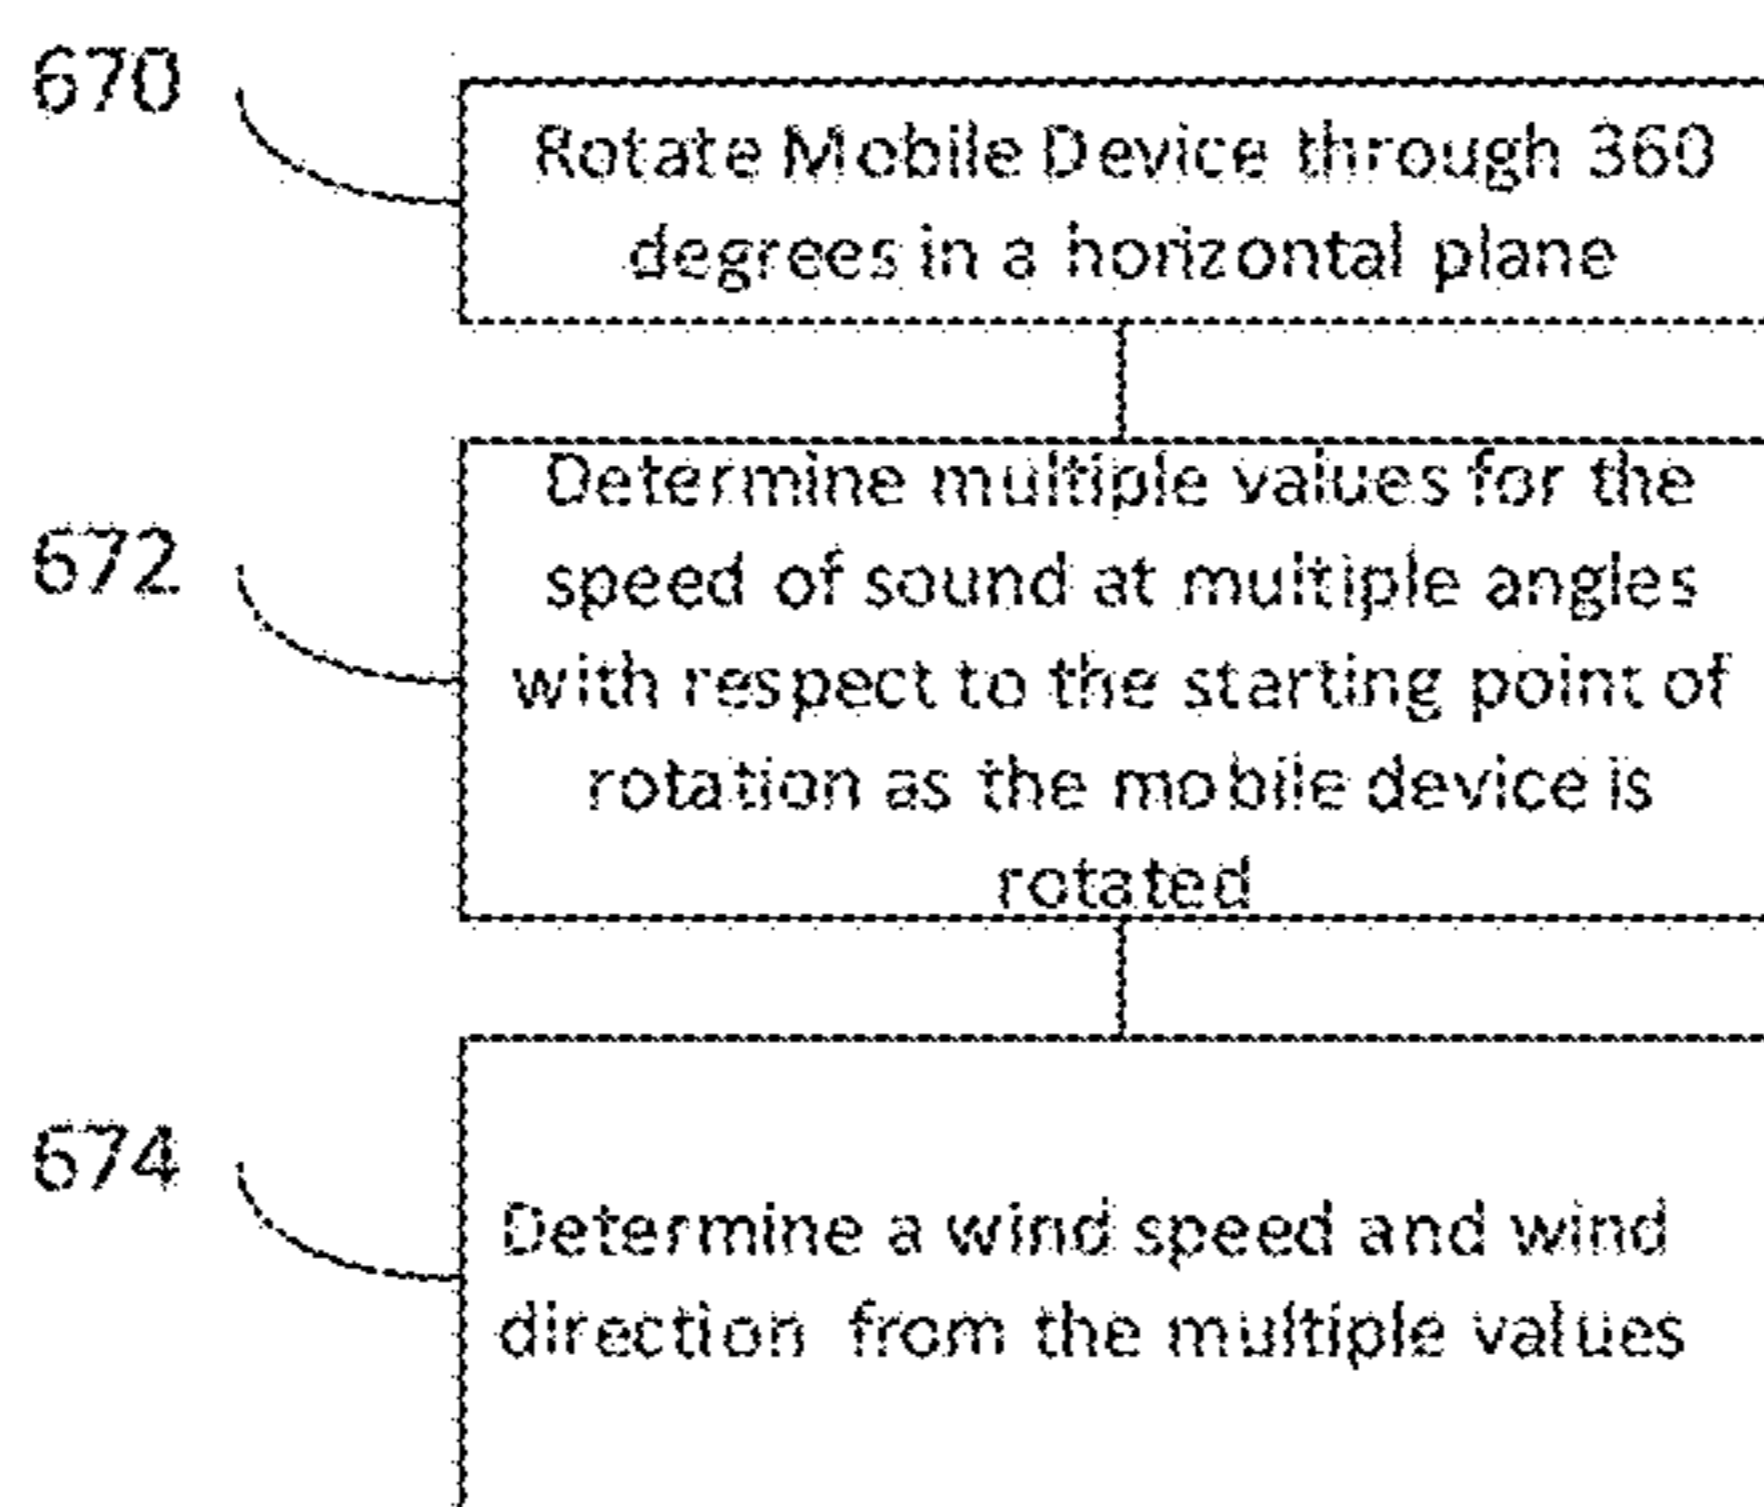 670
Rotate Mobile Device through 360
degrees in a horizontal plane
672
Determine multiple values for the
speed of sound at multiple angles
with respect to the starting point of
rotation as the mobile device is
rotated
674
Determine a wind speed and wind
direction from the multiple values